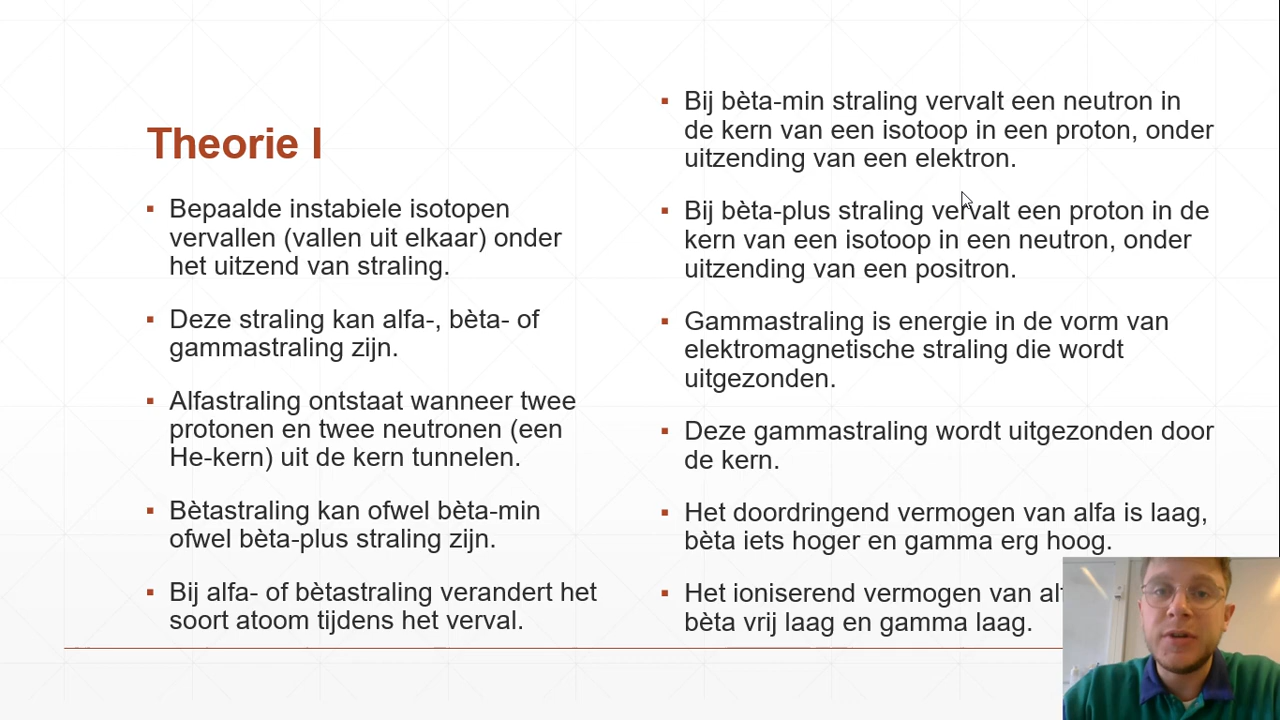 Theorie I
Bepaalde instabiele isotopen
vervallen (vallen uit elkaar) onder
het uitzend van straling.
Deze straling kan alfa-, bèta- of
gammastraling zijn.
Alfastraling ontstaat wanneer twee
protonen en twee neutronen (een
He-kern) uit de kern tunnelen.
Bètastraling kan ofwel bèta-min
ofwel bèta-plus straling zijn.
Bij alfa- of bètastraling verandert het
soort atoom tijdens het verval.
Bij bèta-min straling vervalt een neutron in
de kern van een isotoop in een proton, onder
uitzending van een elektron.
Bij bèta-plus straling vervalt een proton in de
kern van een isotoop in een neutron, onder
uitzending van een positron.
Gammastraling is energie in de vorm van
elektromagnetische straling die wordt
uitgezonden.
Deze gammastraling wordt uitgezonden door
de kern.
Het doordringend vermogen van alfa is laag,
bèta iets hoger en gamma erg hoog.
Het ioniserend vermogen van
bèta vrij laag en gamma laag.